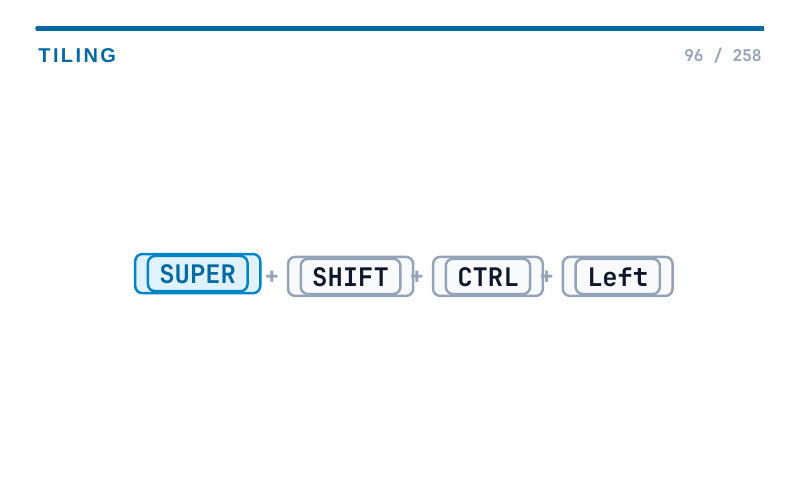 TILING
96 / 258
SUPER + SHIFT + CTRL + Left